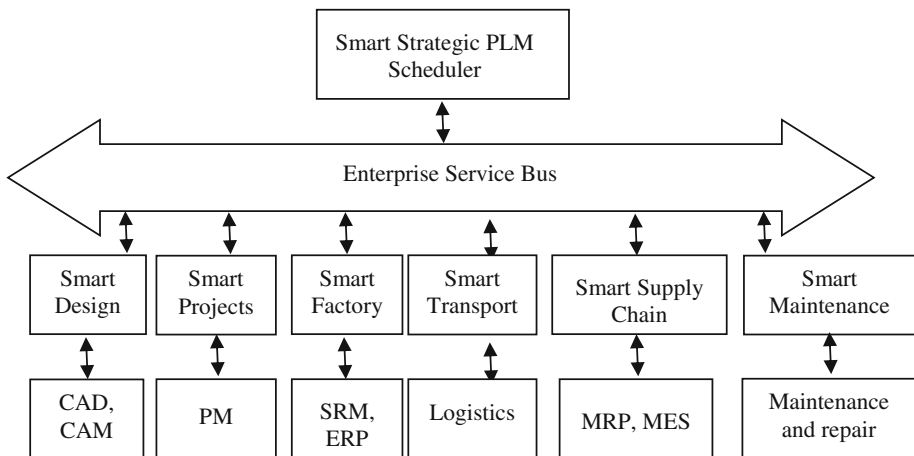 Smart Strategic PLM
Scheduler
Enterprise Service Bus
Smart
Design
Smart
Projects
Smart
Factory
Smart
Transport
Smart Supply
Chain
Smart
Maintenance
CAD,
CAM
PM
SRM,
ERP
Logistics
MRP, MES
Maintenance
and repair